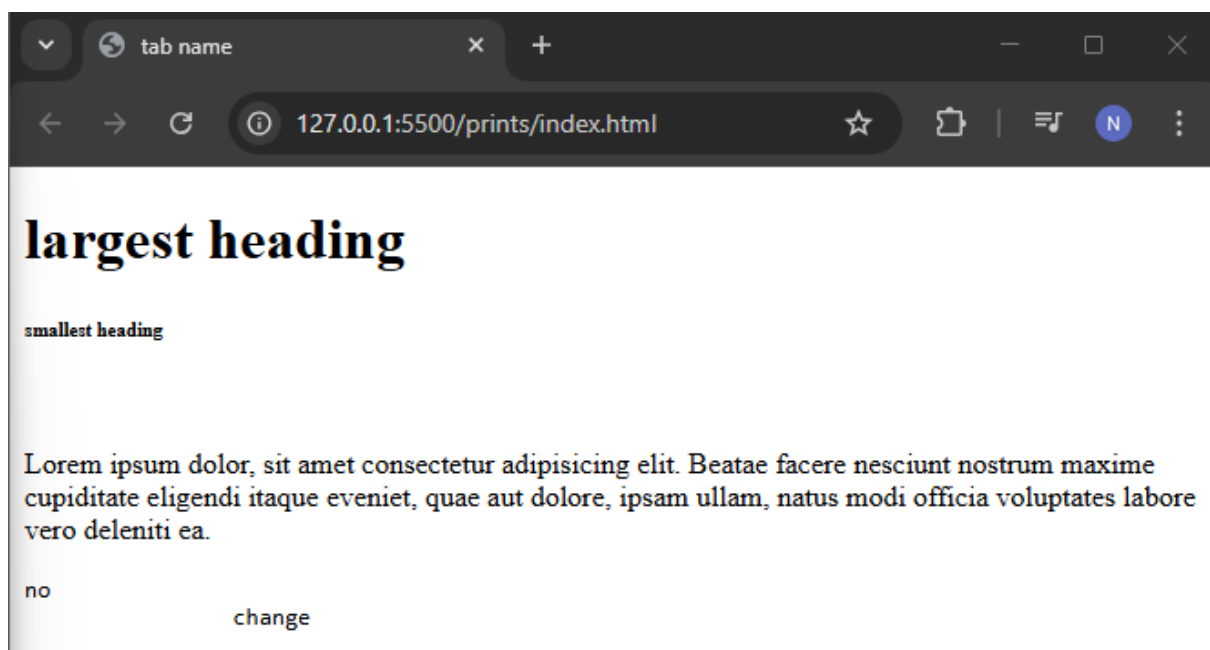 tab name
127.0.0.1:5500/prints/index.html
N
largest heading
smallest heading
Lorem ipsum dolor, sit amet consectetur adipisicing elit. Beatae facere nesciunt nostrum maxime
cupiditate eligendi itaque eveniet, quae aut dolore, ipsam ullam, natus modi officia voluptates labore
vero deleniti ea.
no
change